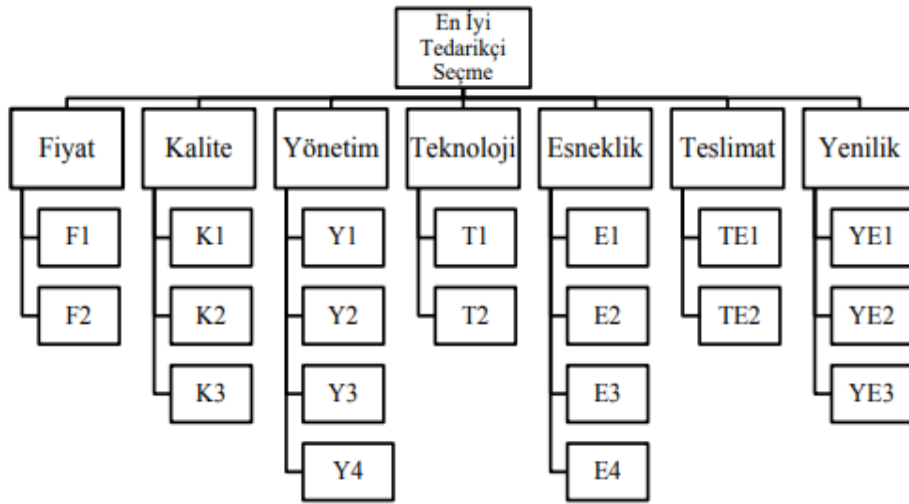 En İyi
Tedarikçi
Seçme
Fiyat
Kalite
Yönetim
Teknoloji
Esneklik
Teslimat
Yenilik
F1
K1
Y1
T1
E1
TE1
YE1
F2
K2
Y2
T2
E2
TE2
YE2
K3
Y3
E3
YE3
Y4
E4